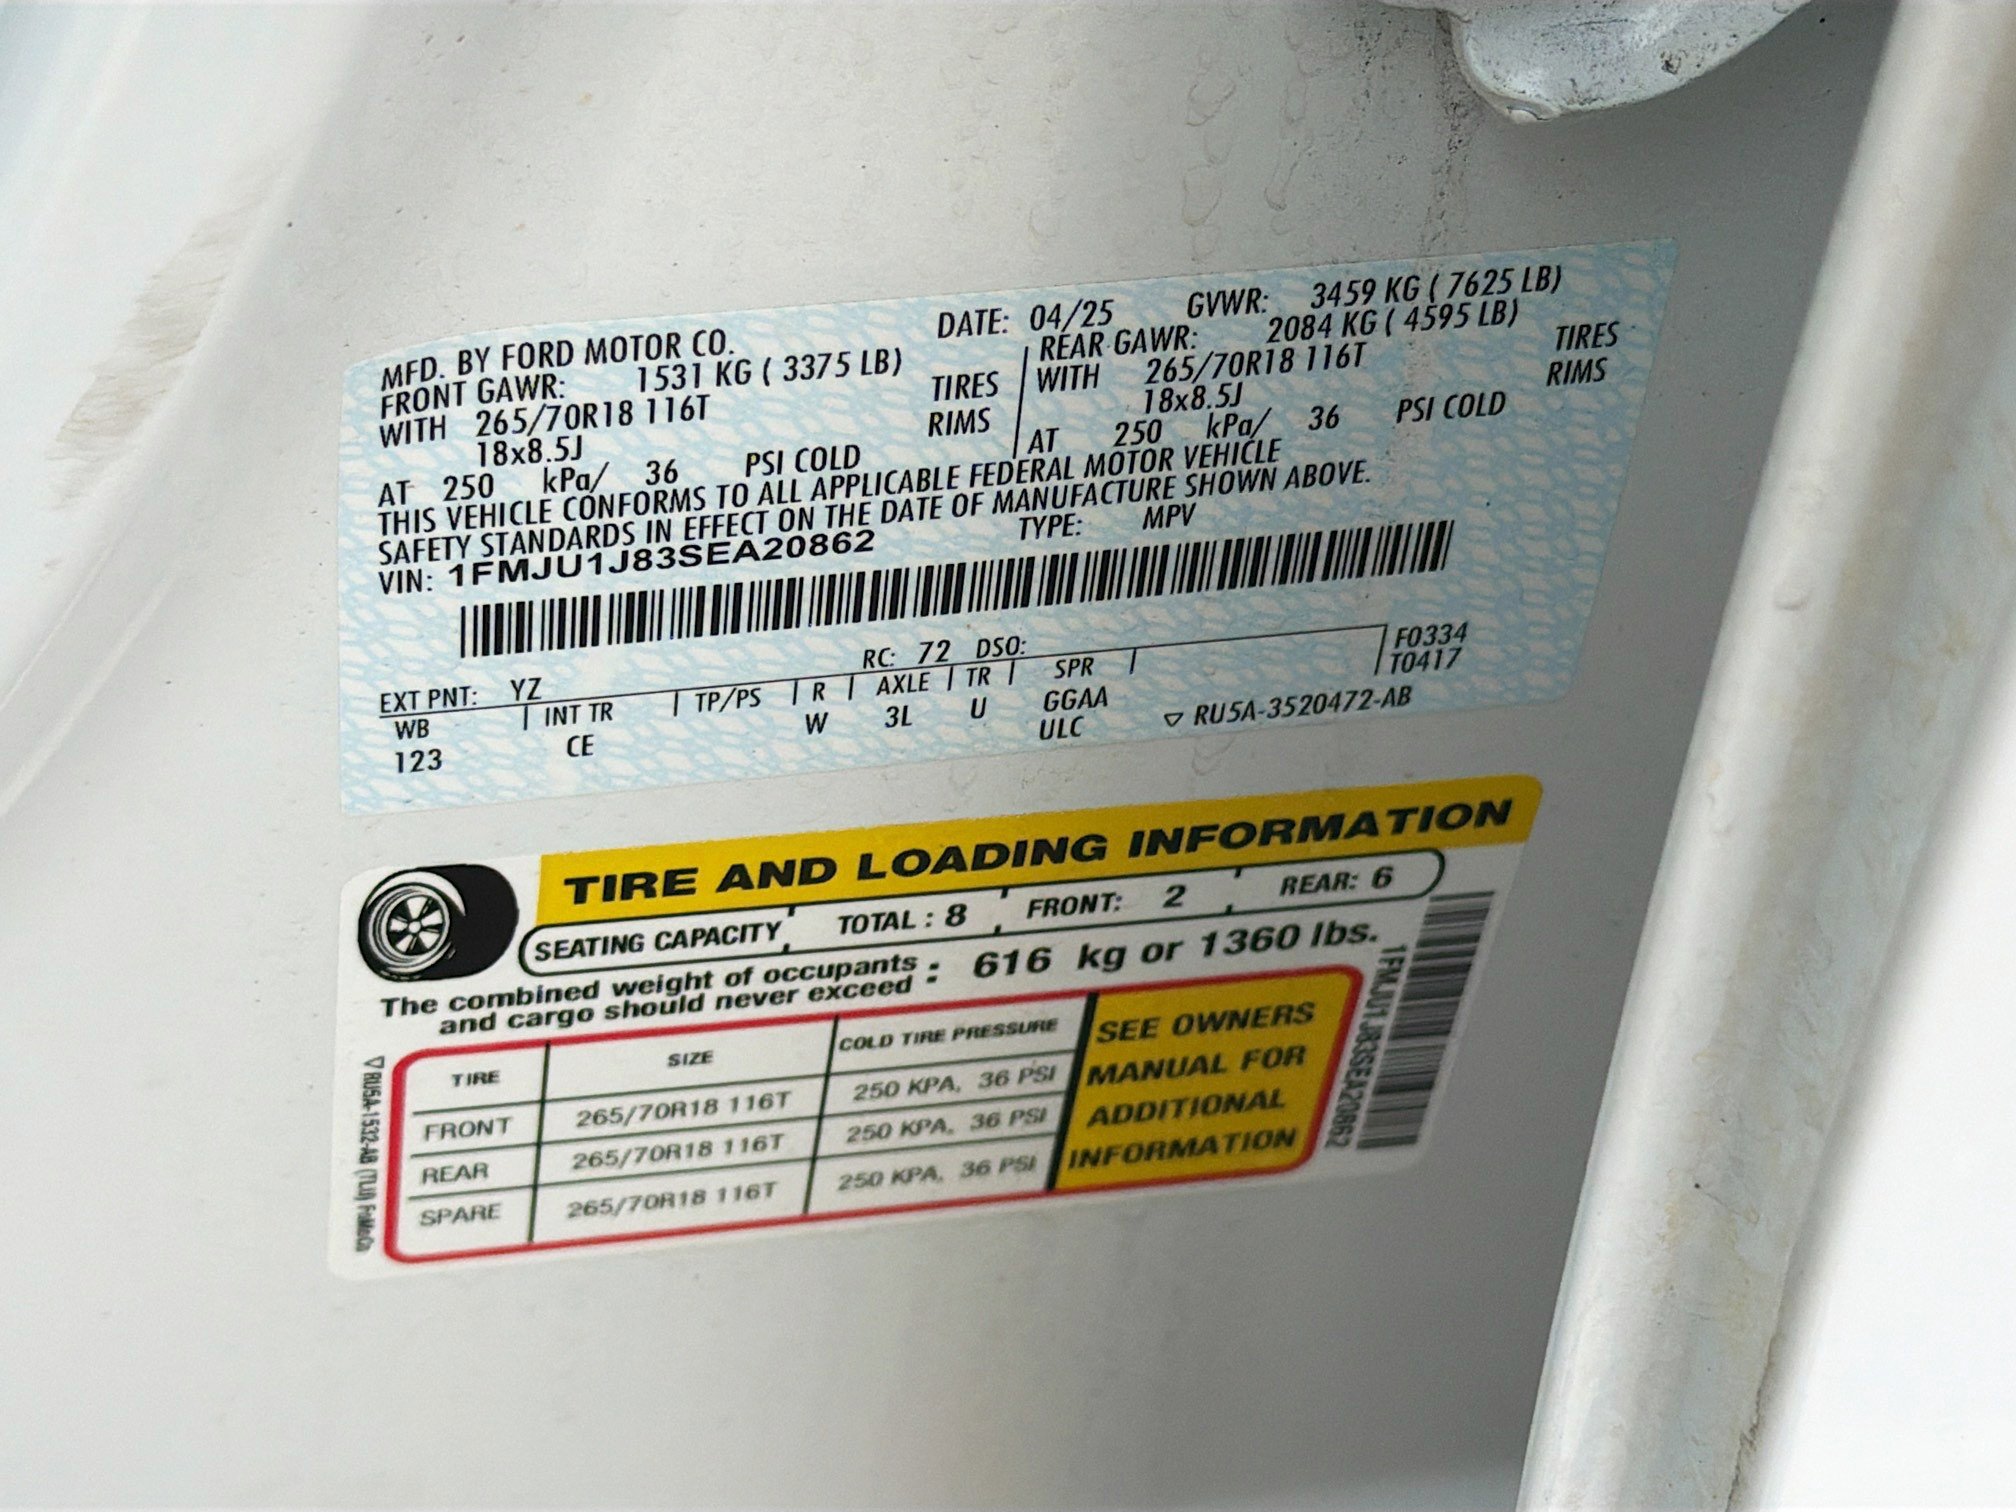 MFD. BY FORD MOTOR CO. DATE: 04/25 GVWR: 3459 KG ( 7625 LB)
FRONT GAWR: 1531 KG ( 3375 LB) REAR GAWR: 2084 KG ( 4595 LB)
WITH 265/70R18 116T TIRES WITH 265/70R18 116T TIRES
18x8.5J RIMS 18x8.5J RIMS
AT 250 kPa/ 36 PSI COLD AT 250 kPa/ 36 PSI COLD
THIS VEHICLE CONFORMS TO ALL APPLICABLE FEDERAL MOTOR VEHICLE
SAFETY STANDARDS IN EFFECT ON THE DATE OF MANUFACTURE SHOWN ABOVE.
VIN: 1FMJU1J83SEA20862 TYPE: MPV
EXT PNT: YZ RC: 72 DSO: F0334
WB INT TR TP/PS R AXLE TR SPR T0417
123 CE W 3L U GGAA
ULC ▽ RU5A-3520472-AB
TIRE AND LOADING INFORMATION
SEATING CAPACITY TOTAL : 8 FRONT: 2 REAR: 6
The combined weight of occupants
and cargo should never exceed : 616 kg or 1360 lbs.
TIRE SIZE COLD TIRE PRESSURE
FRONT 265/70R18 116T 250 KPA, 36 PSI
REAR 265/70R18 116T 250 KPA, 36 PSI
SPARE 265/70R18 116T 250 KPA, 36 PSI
SEE OWNERS
MANUAL FOR
ADDITIONAL
INFORMATION
1FMJU1J83SEA20862
▽ RU5A-1532-AB (TLU) FoMoCo